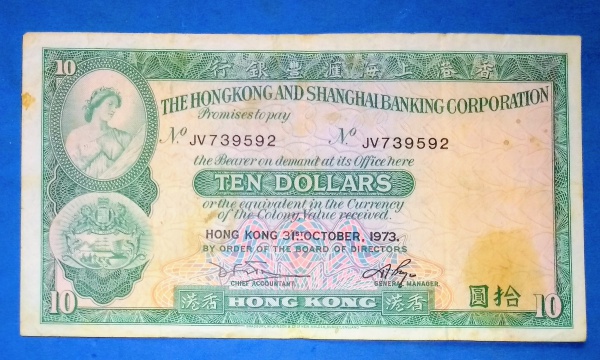 10
行銀豐滙海上港香
THE HONGKONG AND SHANGHAI BANKING CORPORATION
Promises to pay
Nº JV739592 Nº JV739592
the Bearer on demand at its Office here
TEN DOLLARS
or the equivalent in the Currency
of the Colony Value received.
HONG KONG 31ST OCTOBER, 1973.
BY ORDER OF THE BOARD OF DIRECTORS
CHIEF ACCOUNTANT GENERAL MANAGER
10 港香 HONG KONG 港香 圓拾 10